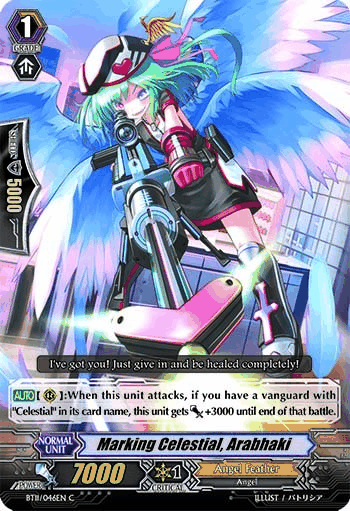 1
GRADE
SHIELD
5000
I've got you! Just give in and be healed completely!
AUTO [ ]:When this unit attacks, if you have a vanguard with
"Celestial" in its card name, this unit gets +3000 until end of that battle.
NORMAL
UNIT
Marking Celestial, Arabhaki
POWER
7000
1
CRITICAL
Angel Feather
Angel
BT11/046EN C
ILLUST / パトリシア